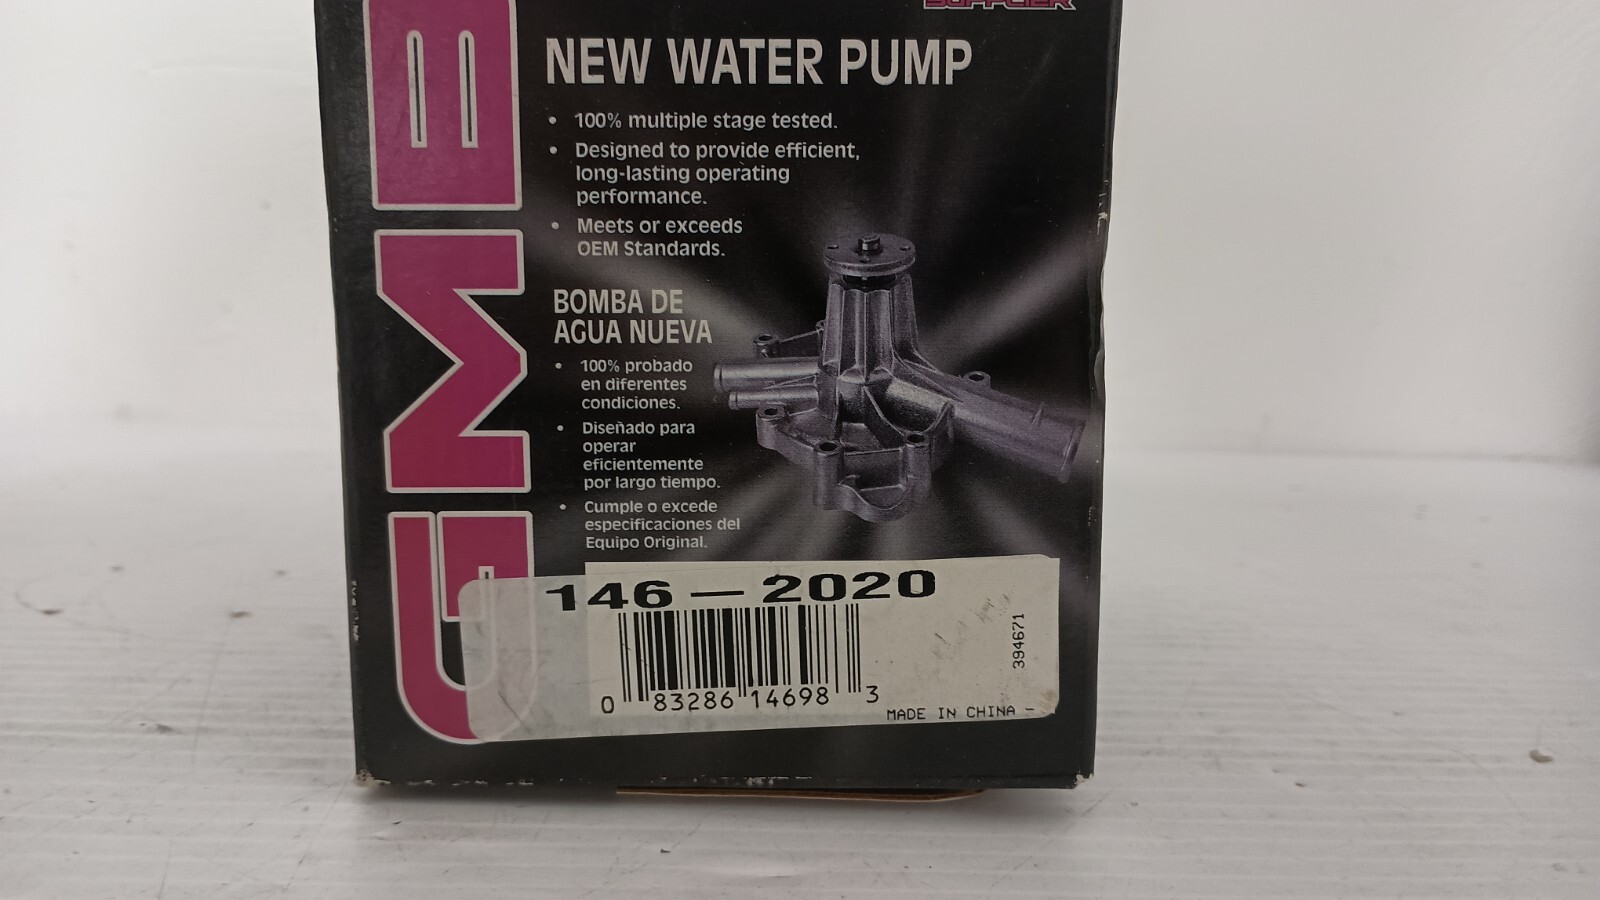 SUPPLIER
GMB
NEW WATER PUMP
• 100% multiple stage tested.
• Designed to provide efficient,
long-lasting operating
performance.
• Meets or exceeds
OEM Standards.
BOMBA DE
AGUA NUEVA
• 100% probado
en diferentes
condiciones.
• Diseñado para
operar
eficientemente
por largo tiempo.
• Cumple o excede
especificaciones del
Equipo Original.
146-2020
394671
0 83286 14698 3
MADE IN CHINA -